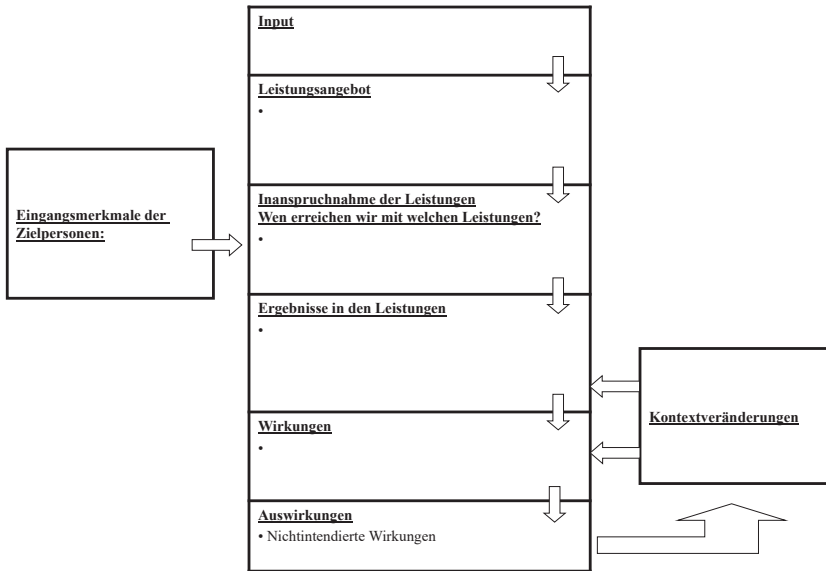 Input
Leistungsangebot
•
Eingangsmerkmale der
Zielpersonen:
Inanspruchnahme der Leistungen
Wen erreichen wir mit welchen Leistungen?
•
Ergebnisse in den Leistungen
•
Kontextveränderungen
Wirkungen
•
Auswirkungen
• Nichtintendierte Wirkungen